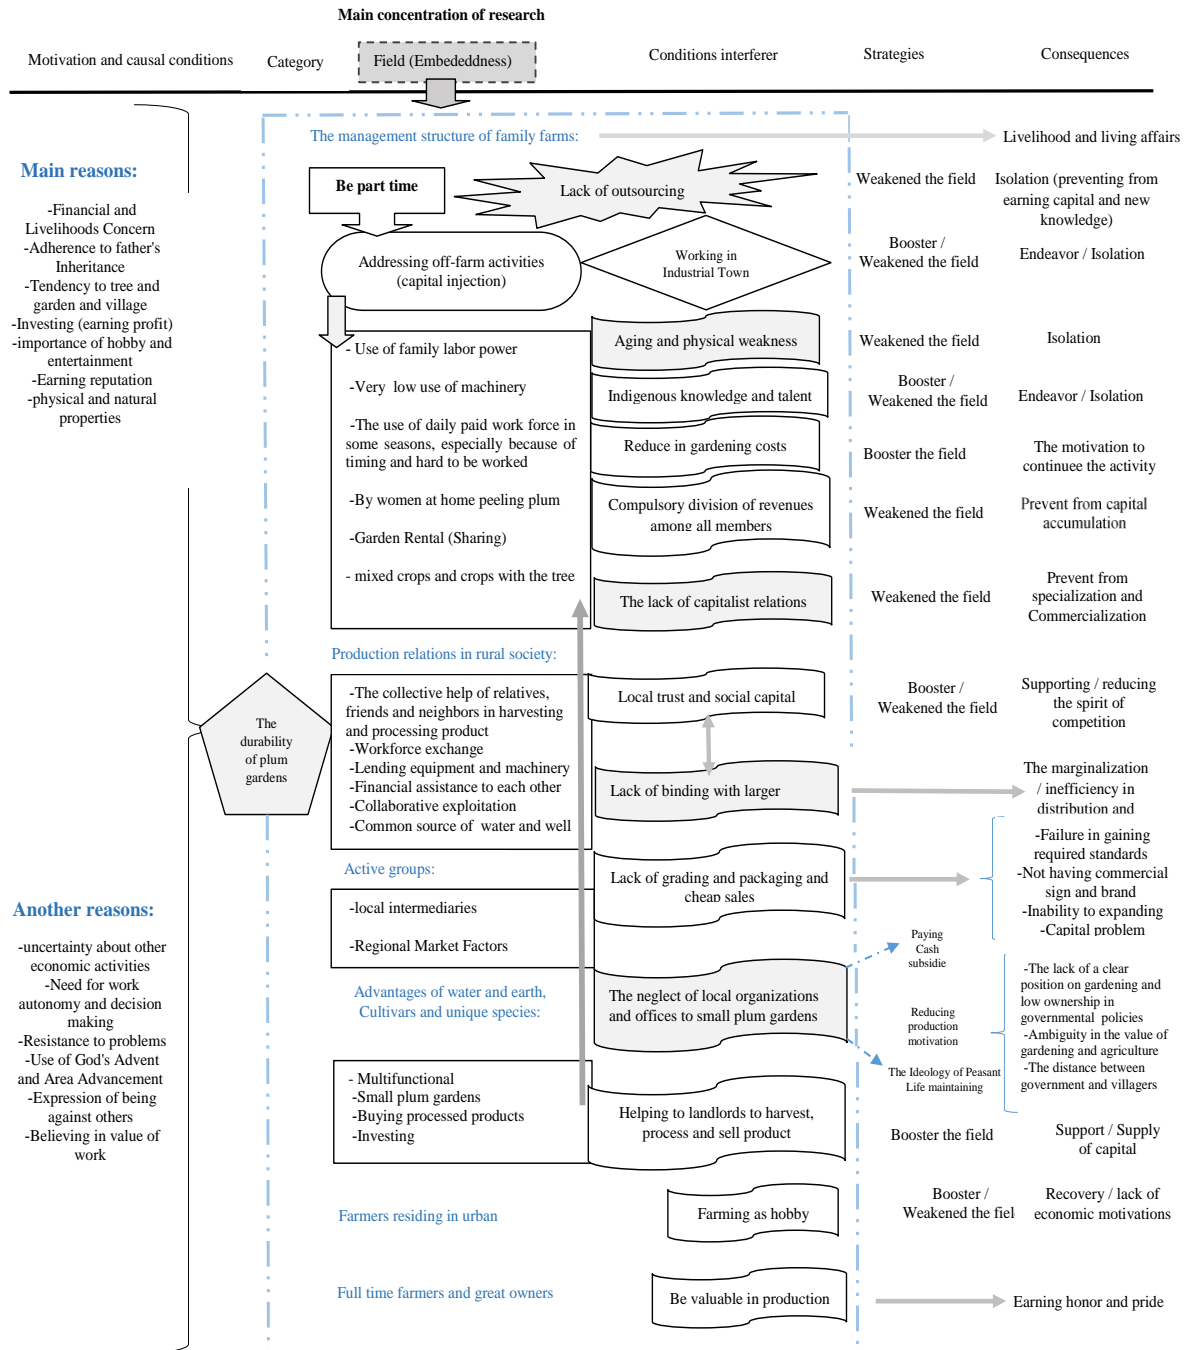 Main concentration of research
Motivation and causal conditions
Category
Field (Embededdness)
Conditions interferer
Strategies
Consequences
Main reasons:
-Financial and
Livelihoods Concern
-Adherence to father's
Inheritance
-Tendency to tree and
garden and village
-Investing (earning profit)
-importance of hobby and
entertainment
-Earning reputation
-physical and natural
properties
Another reasons:
-uncertainty about other
economic activities
-Need for work
autonomy and decision
making
-Resistance to problems
-Use of God's Advent
and Area Advancement
-Expression of being
against others
-Believing in value of
work
The
durability
of plum
gardens
The management structure of family farms:
Livelihood and living affairs
Be part time
Lack of outsourcing
Weakened the field
Isolation (preventing from
earning capital and new
knowledge)
Addressing off-farm activities
(capital injection)
Working in
Industrial Town
Booster /
Weakened the field
Endeavor / Isolation
- Use of family labor power
-Very low use of machinery
-The use of daily paid work force in
some seasons, especially because of
timing and hard to be worked
-By women at home peeling plum
-Garden Rental (Sharing)
- mixed crops and crops with the tree
Aging and physical weakness
Weakened the field
Isolation
Indigenous knowledge and talent
Booster /
Weakened the field
Endeavor / Isolation
Reduce in gardening costs
Booster the field
The motivation to
continuee the activity
Compulsory division of revenues
among all members
Weakened the field
Prevent from capital
accumulation
The lack of capitalist relations
Weakened the field
Prevent from
specialization and
Commercialization
Production relations in rural society:
-The collective help of relatives,
friends and neighbors in harvesting
and processing product
-Workforce exchange
-Lending equipment and machinery
-Financial assistance to each other
-Collaborative exploitation
-Common source of water and well
Local trust and social capital
Booster /
Weakened the field
Supporting / reducing
the spirit of
competition
Lack of binding with larger
The marginalization
/ inefficiency in
distribution and
Active groups:
-local intermediaries
-Regional Market Factors
Lack of grading and packaging and
cheap sales
-Failure in gaining
required standards
-Not having commercial
sign and brand
-Inability to expanding
-Capital problem
Advantages of water and earth,
Cultivars and unique species:
The neglect of local organizations
and offices to small plum gardens
Paying
Cash
subsidie
Reducing
production
motivation
The Ideology of Peasant
Life maintaining
-The lack of a clear
position on gardening and
low ownership in
governmental policies
-Ambiguity in the value of
gardening and agriculture
-The distance between
government and villagers
- Multifunctional
-Small plum gardens
-Buying processed products
-Investing
Helping to landlords to harvest,
process and sell product
Booster the field
Support / Supply
of capital
Farmers residing in urban
Farming as hobby
Booster /
Weakened the fiel
Recovery / lack of
economic motivations
Full time farmers and great owners
Be valuable in production
Earning honor and pride